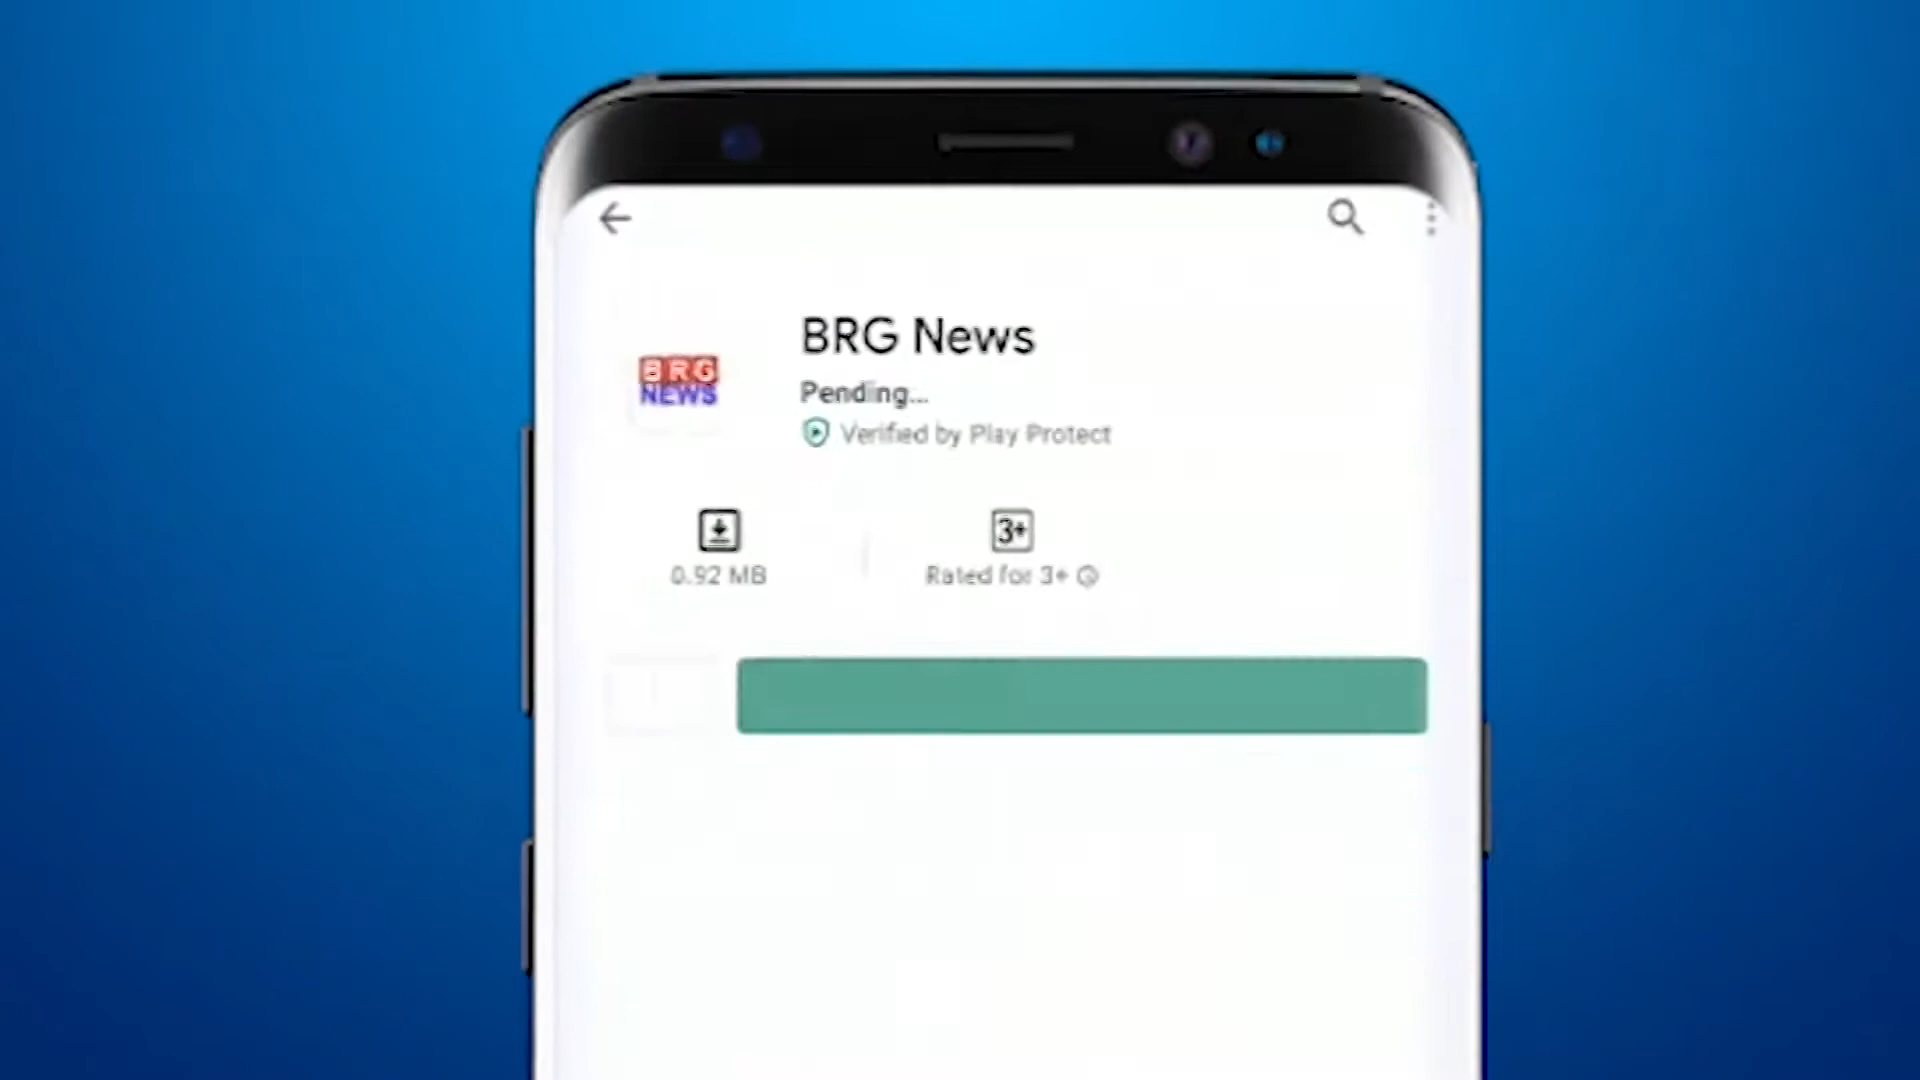 BRG News
BRG
NEWS
Pending...
Verified by Play Protect
3+
0.92 MB
Rated for 3+